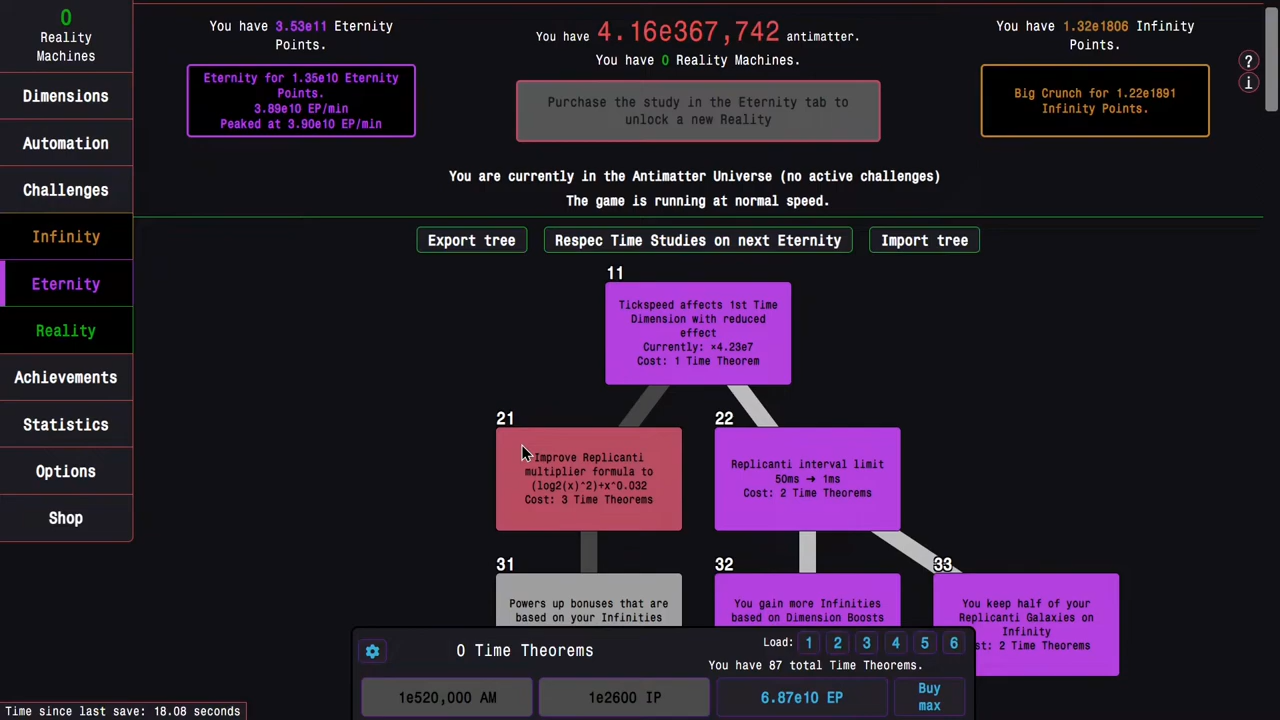 0
Reality
Machines
Dimensions
Automation
Challenges
Infinity
Eternity
Reality
Achievements
Statistics
Options
Shop
You have 3.53e11 Eternity
Points.
Eternity for 1.35e10 Eternity
Points.
3.89e10 EP/min
Peaked at 3.90e10 EP/min
You have 4.16e367,742 antimatter.
You have 0 Reality Machines.
Purchase the study in the Eternity tab to
unlock a new Reality
You have 1.32e1806 Infinity
Points.
Big Crunch for 1.22e1891
Infinity Points.
?
i
You are currently in the Antimatter Universe (no active challenges)
The game is running at normal speed.
Export tree
Respec Time Studies on next Eternity
Import tree
11
Tickspeed affects 1st Time
Dimension with reduced
effect
Currently: ×4.23e7
Cost: 1 Time Theorem
21
Improve Replicanti
multiplier formula to
(log2(x)^2)+x^0.032
Cost: 3 Time Theorems
22
Replicanti interval limit
50ms → 1ms
Cost: 2 Time Theorems
31
Powers up bonuses that are
based on your Infinities
32
You gain more Infinities
based on Dimension Boosts
33
You keep half of your
Replicanti Galaxies on
Infinity
st: 2 Time Theorems
0 Time Theorems
Load: 1 2 3 4 5 6
You have 87 total Time Theorems.
1e520,000 AM
1e2600 IP
6.87e10 EP
Buy
max
Time since last save: 18.08 seconds